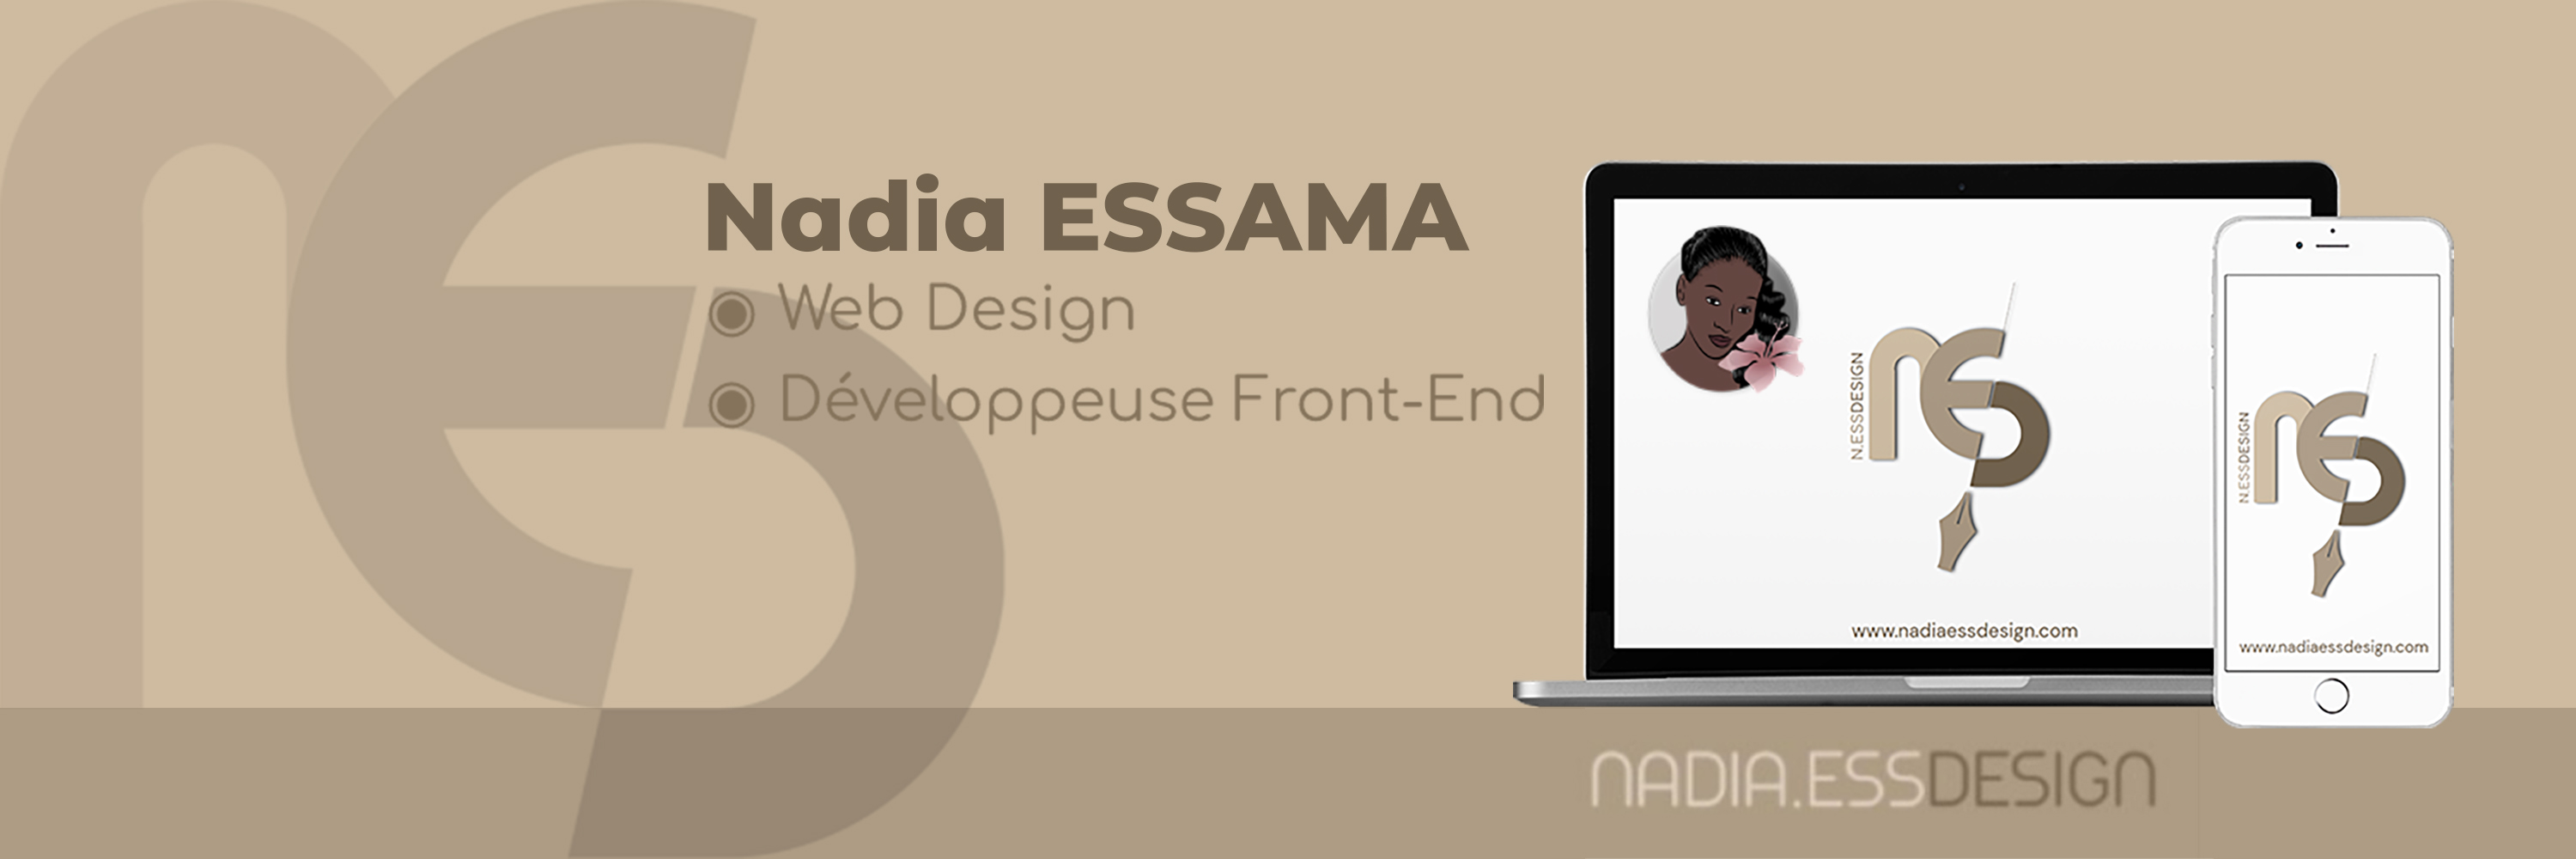 Nadia ESSAMA
◉ Web Design
◉ Développeuse Front-End
N.ESSDESIGN
www.nadiaessdesign.com
N.ESSDESIGN
www.nadiaessdesign.com
NADIA.ESSDESIGN